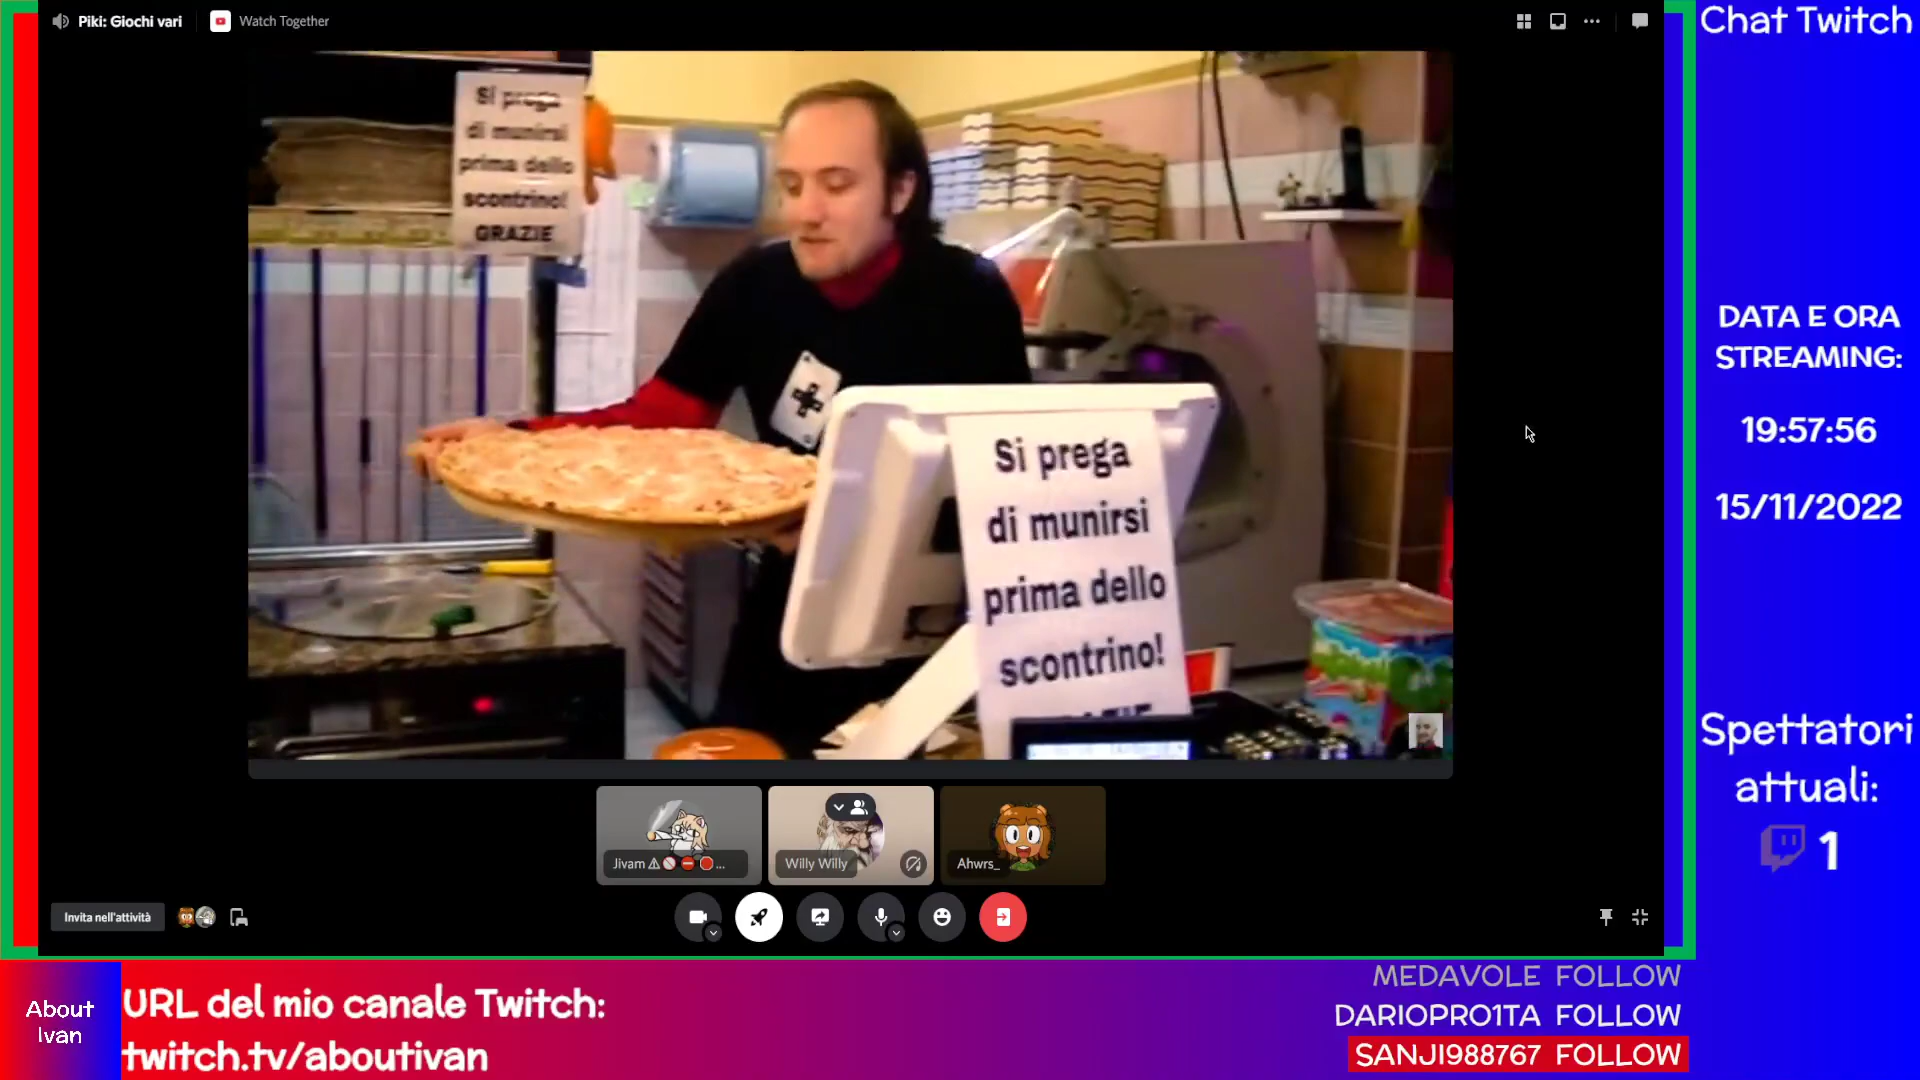 Piki: Giochi vari
Watch Together
Si prega
di munirsi
prima dello
scontrino!
GRAZIE
Si prega
di munirsi
prima dello
scontrino!
Jivam
Willy Willy
Ahwrs_
Invita nell'attività
Chat Twitch
DATA E ORA
STREAMING:
19:57:56
15/11/2022
Spettatori
attuali:
1
About
Ivan
URL del mio canale Twitch:
twitch.tv/aboutivan
MEDAVOLE FOLLOW
DARIOPRO1TA FOLLOW
SANJI988767 FOLLOW